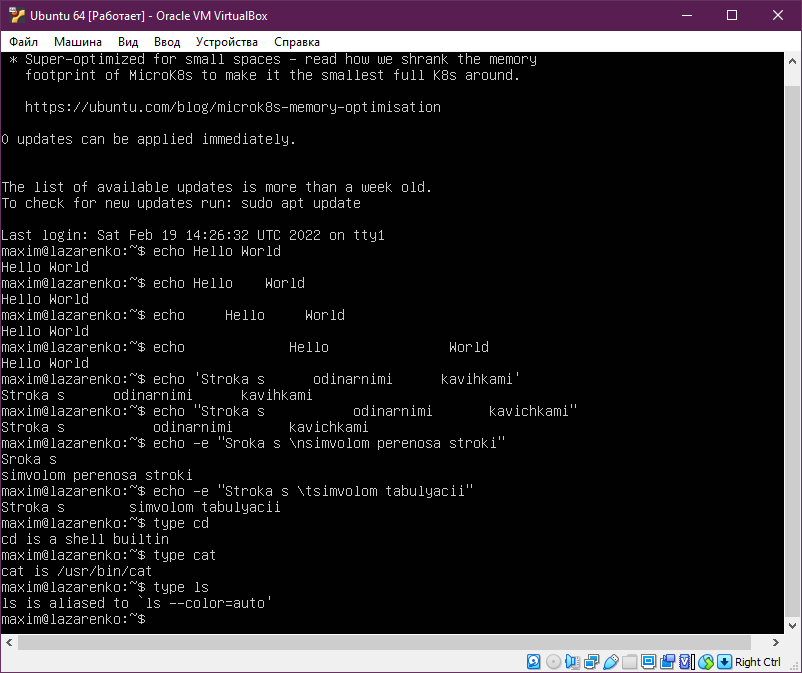 Ubuntu 64 [Работает] - Oracle VM VirtualBox
Файл Машина Вид Ввод Устройства Справка
* Super-optimized for small spaces - read how we shrank the memory
footprint of MicroK8s to make it the smallest full K8s around.
https://ubuntu.com/blog/microk8s-memory-optimisation
0 updates can be applied immediately.
The list of available updates is more than a week old.
To check for new updates run: sudo apt update
Last login: Sat Feb 19 14:26:32 UTC 2022 on tty1
maxim@lazarenko:~$ echo Hello World
Hello World
maxim@lazarenko:~$ echo Hello    World
Hello World
maxim@lazarenko:~$ echo     Hello     World
Hello World
maxim@lazarenko:~$ echo             Hello               World
Hello World
maxim@lazarenko:~$ echo 'Stroka s      odinarnimi      kavihkami'
Stroka s      odinarnimi      kavihkami
maxim@lazarenko:~$ echo "Stroka s           odinarnimi       kavichkami"
Stroka s           odinarnimi       kavichkami
maxim@lazarenko:~$ echo -e "Sroka s \nsimvolom perenosa stroki"
Sroka s
simvolom perenosa stroki
maxim@lazarenko:~$ echo -e "Stroka s \tsimvolom tabulyacii"
Stroka s        simvolom tabulyacii
maxim@lazarenko:~$ type cd
cd is a shell builtin
maxim@lazarenko:~$ type cat
cat is /usr/bin/cat
maxim@lazarenko:~$ type ls
ls is aliased to `ls --color=auto'
maxim@lazarenko:~$
Right Ctrl